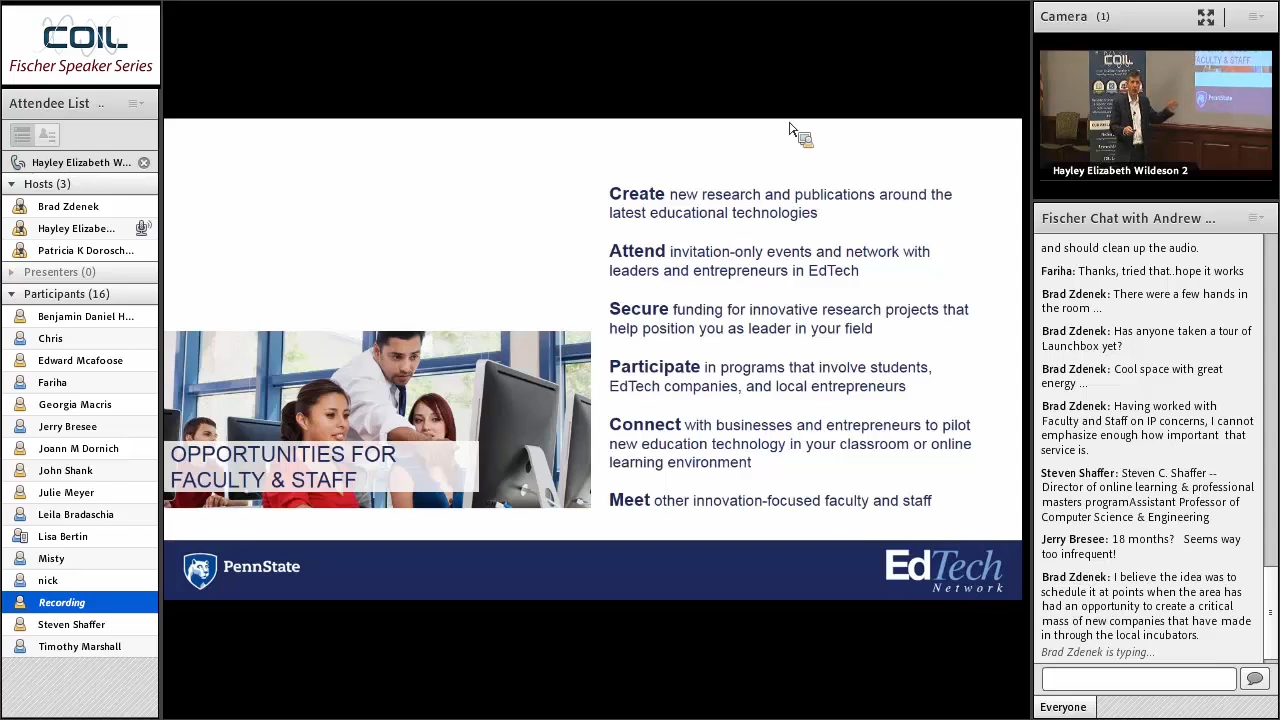 COIL
Fischer Speaker Series
Attendee List ..
Hayley Elizabeth W...
Hosts (3)
Brad Zdenek
Hayley Elizabe...
Patricia K Dorosch...
Presenters (0)
Participants (16)
Benjamin Daniel H...
Chris
Edward Mcafoose
Fariha
Georgia Macris
Jerry Bresee
Joann M Dornich
John Shank
Julie Meyer
Leila Bradaschia
Lisa Bertin
Misty
nick
Recording
Steven Shaffer
Timothy Marshall
Create new research and publications around the
latest educational technologies
Attend invitation-only events and network with
leaders and entrepreneurs in EdTech
Secure funding for innovative research projects that
help position you as leader in your field
Participate in programs that involve students,
EdTech companies, and local entrepreneurs
Connect with businesses and entrepreneurs to pilot
new education technology in your classroom or online
learning environment
Meet other innovation-focused faculty and staff
OPPORTUNITIES FOR
FACULTY & STAFF
PennState
EdTech
Network
Camera (1)
COIL
ACULTY & STAFF
PennState
Hayley Elizabeth Wildeson 2
Fischer Chat with Andrew ...
and should clean up the audio.
Fariha: Thanks, tried that..hope it works
Brad Zdenek: There were a few hands in
the room ...
Brad Zdenek: Has anyone taken a tour of
Launchbox yet?
Brad Zdenek: Cool space with great
energy ...
Brad Zdenek: Having worked with
Faculty and Staff on IP concerns, I cannot
emphasize enough how important that
service is.
Steven Shaffer: Steven C. Shaffer --
Director of online learning & professional
masters programAssistant Professor of
Computer Science & Engineering
Jerry Bresee: 18 months? Seems way
too infrequent!
Brad Zdenek: I believe the idea was to
schedule it at points when the area has
had an opportunity to create a critical
mass of new companies that have made
in through the local incubators.
Brad Zdenek is typing...
Everyone